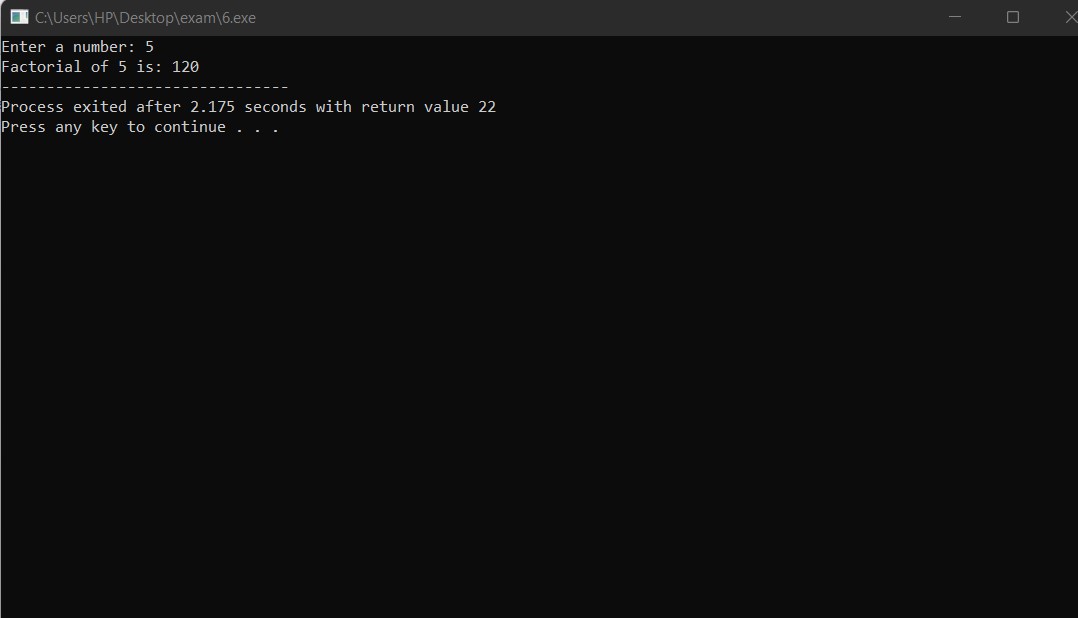 C:\Users\HP\Desktop\exam\6.exe
Enter a number: 5
Factorial of 5 is: 120
--------------------------------
Process exited after 2.175 seconds with return value 22
Press any key to continue . . .